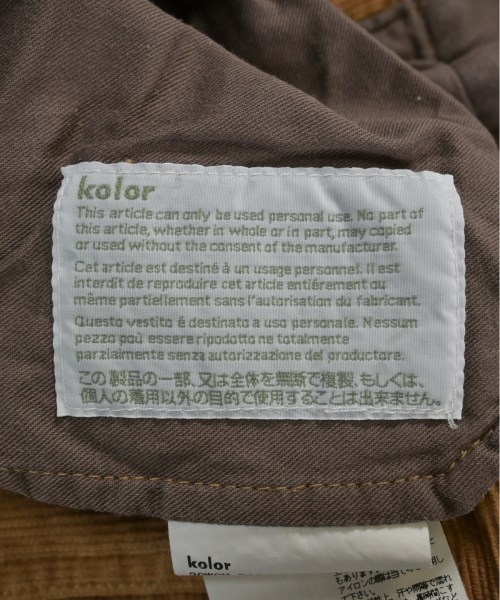 kolor
This article can only be used personal use. No part of
this article, whether in whole or in part, may copied
or used without the consent of the manufacturer.
Cet article est destiné à un usage personnel. Il est
interdit de reproduire cet article entiérement ou
même partiellement sans l'autorisation du fabricant.
Questo vestito é destinato a uso personale. Nessum
pezzo paù essere ripodotto ne totalmente
parzialmente senza autorizzazione del produttore.
この製品の一部、又は全体を無断で複製、もしくは、
個人の着用以外の目的で使用することは出来ません。
kolor